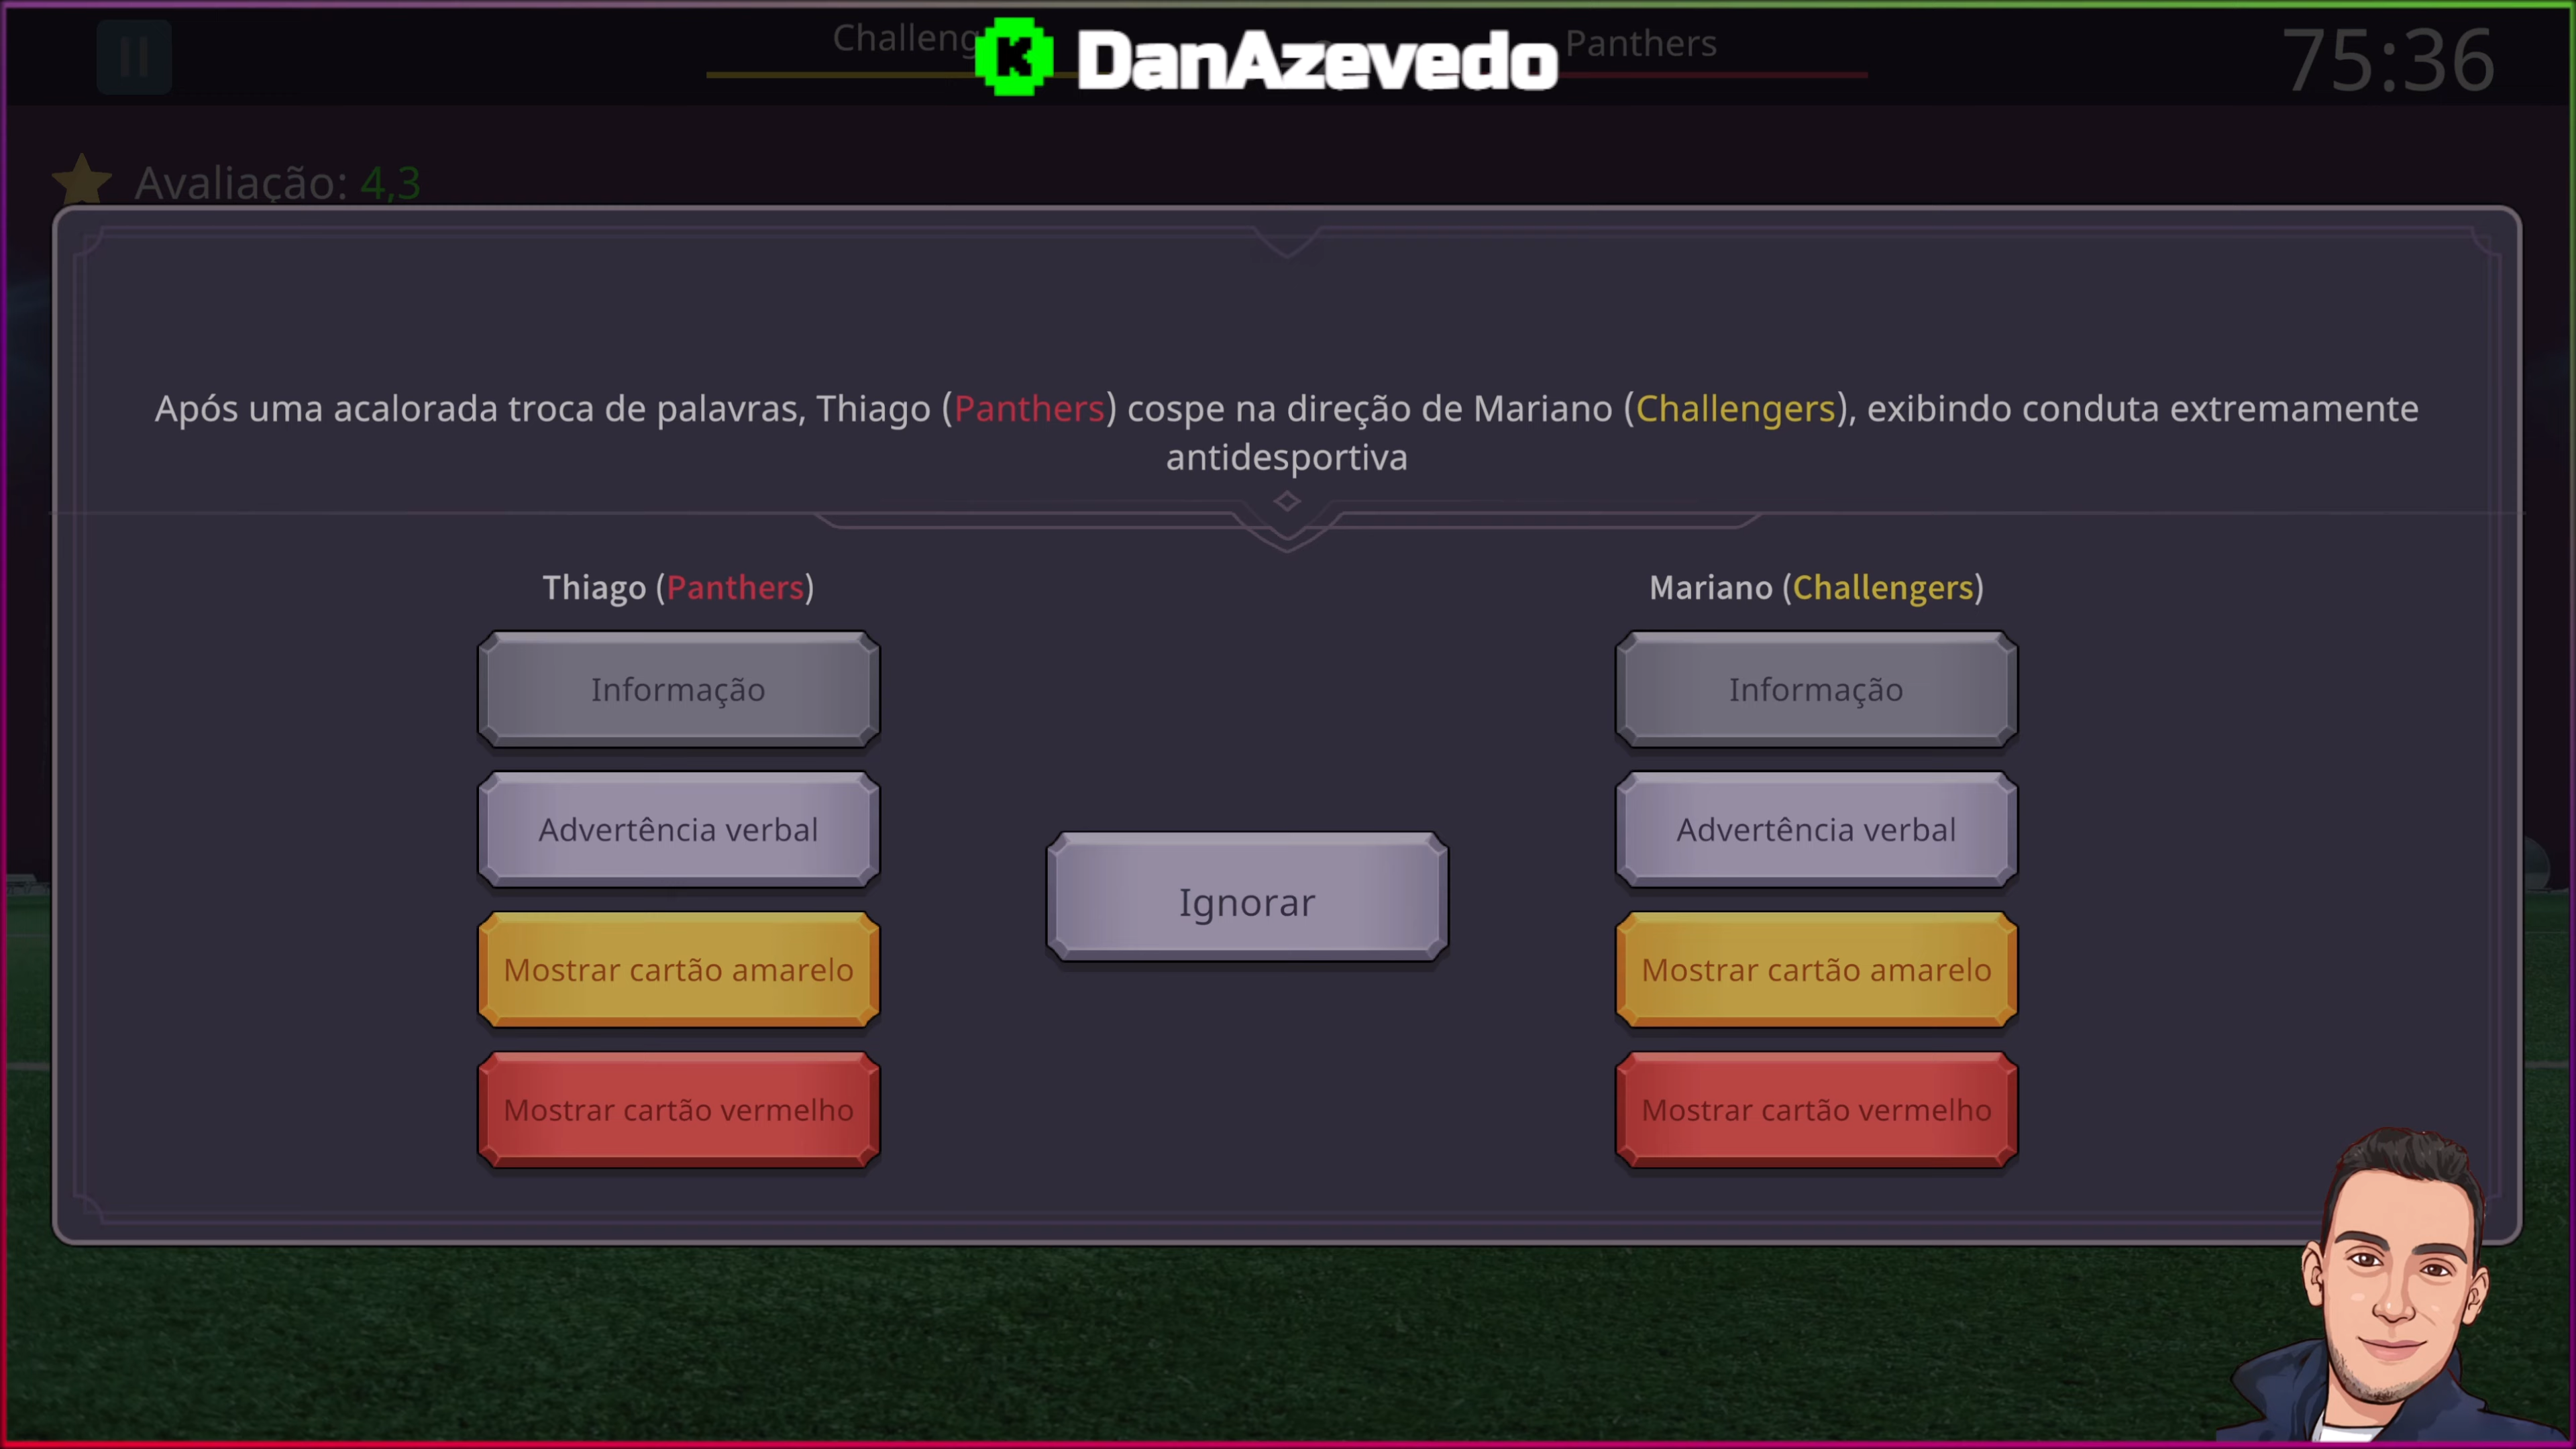 Challeng
K DanAzevedo
Panthers
75:36
Avaliação: 4,3
Após uma acalorada troca de palavras, Thiago (Panthers) cospe na direção de Mariano (Challengers), exibindo conduta extremamente
antidesportiva
Thiago (Panthers)
Mariano (Challengers)
Informação
Informação
Advertência verbal
Advertência verbal
Ignorar
Mostrar cartão amarelo
Mostrar cartão amarelo
Mostrar cartão vermelho
Mostrar cartão vermelho